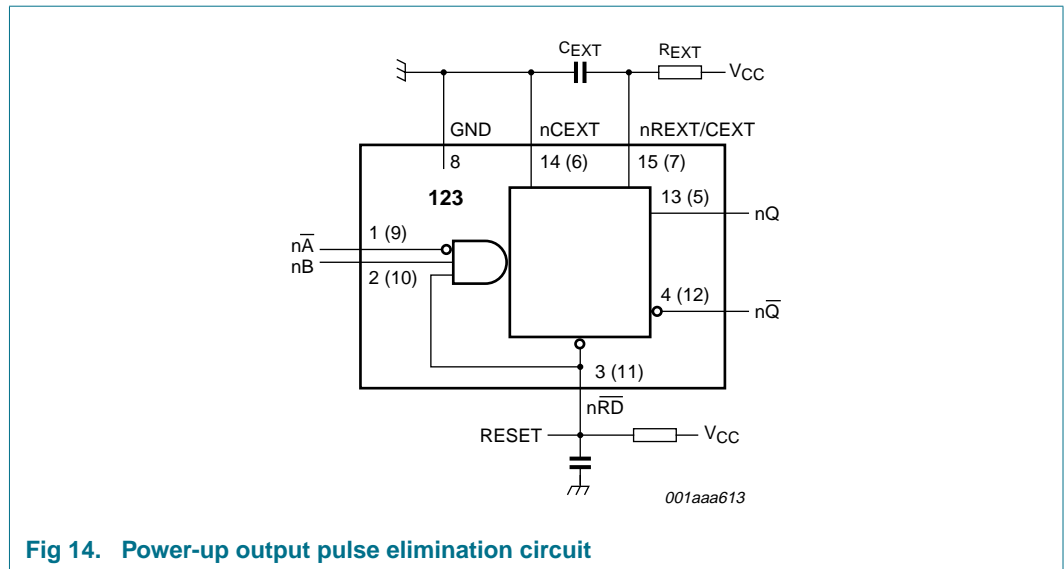 CEXT REXT
VCC
GND nCEXT nREXT/CEXT
8 14 (6) 15 (7)
123 13 (5)
nQ
1 (9)
nA̅
nB
2 (10)
4 (12)
nQ̅
3 (11)
nR̅D̅
RESET VCC
001aaa613
Fig 14. Power-up output pulse elimination circuit